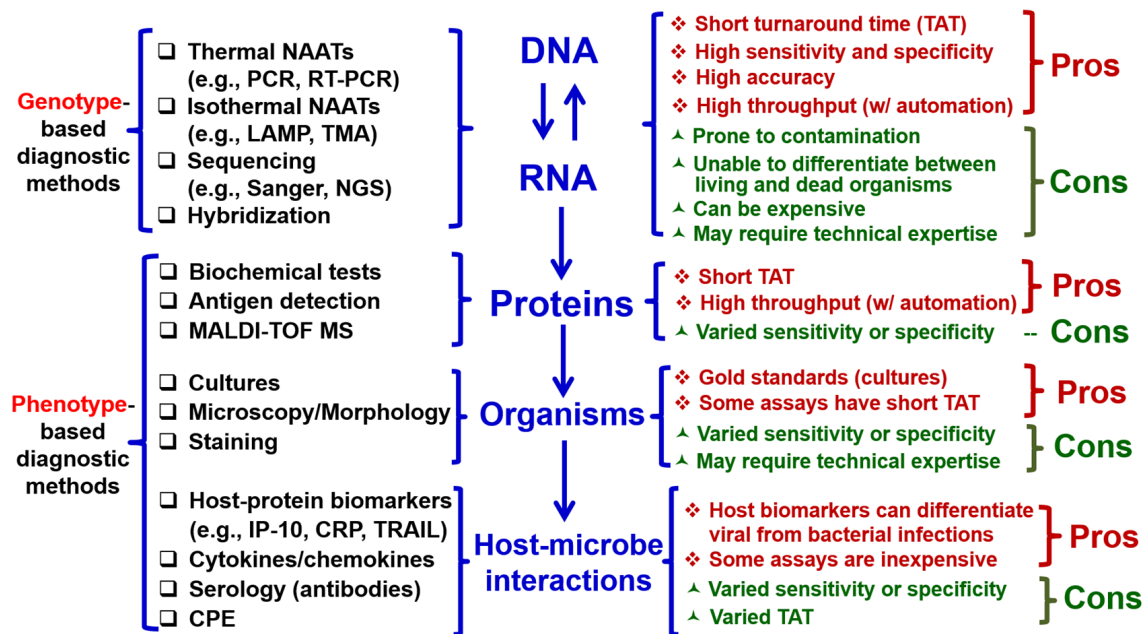 Genotype-
based
diagnostic
methods
❑ Thermal NAATs
(e.g., PCR, RT-PCR)
❑ Isothermal NAATs
(e.g., LAMP, TMA)
❑ Sequencing
(e.g., Sanger, NGS)
❑ Hybridization
DNA
RNA
❖ Short turnaround time (TAT)
❖ High sensitivity and specificity
❖ High accuracy
❖ High throughput (w/ automation)
Pros
Prone to contamination
Unable to differentiate between
living and dead organisms
Can be expensive
May require technical expertise
Cons
Phenotype-
based
diagnostic
methods
❑ Biochemical tests
❑ Antigen detection
❑ MALDI-TOF MS
Proteins
❖ Short TAT
❖ High throughput (w/ automation)
Pros
Varied sensitivity or specificity
-- Cons
❑ Cultures
❑ Microscopy/Morphology
❑ Staining
Organisms
❖ Gold standards (cultures)
❖ Some assays have short TAT
Pros
Varied sensitivity or specificity
May require technical expertise
Cons
❑ Host-protein biomarkers
(e.g., IP-10, CRP, TRAIL)
❑ Cytokines/chemokines
❑ Serology (antibodies)
❑ CPE
Host-microbe
interactions
❖ Host biomarkers can differentiate
viral from bacterial infections
❖ Some assays are inexpensive
Pros
Varied sensitivity or specificity
Varied TAT
Cons